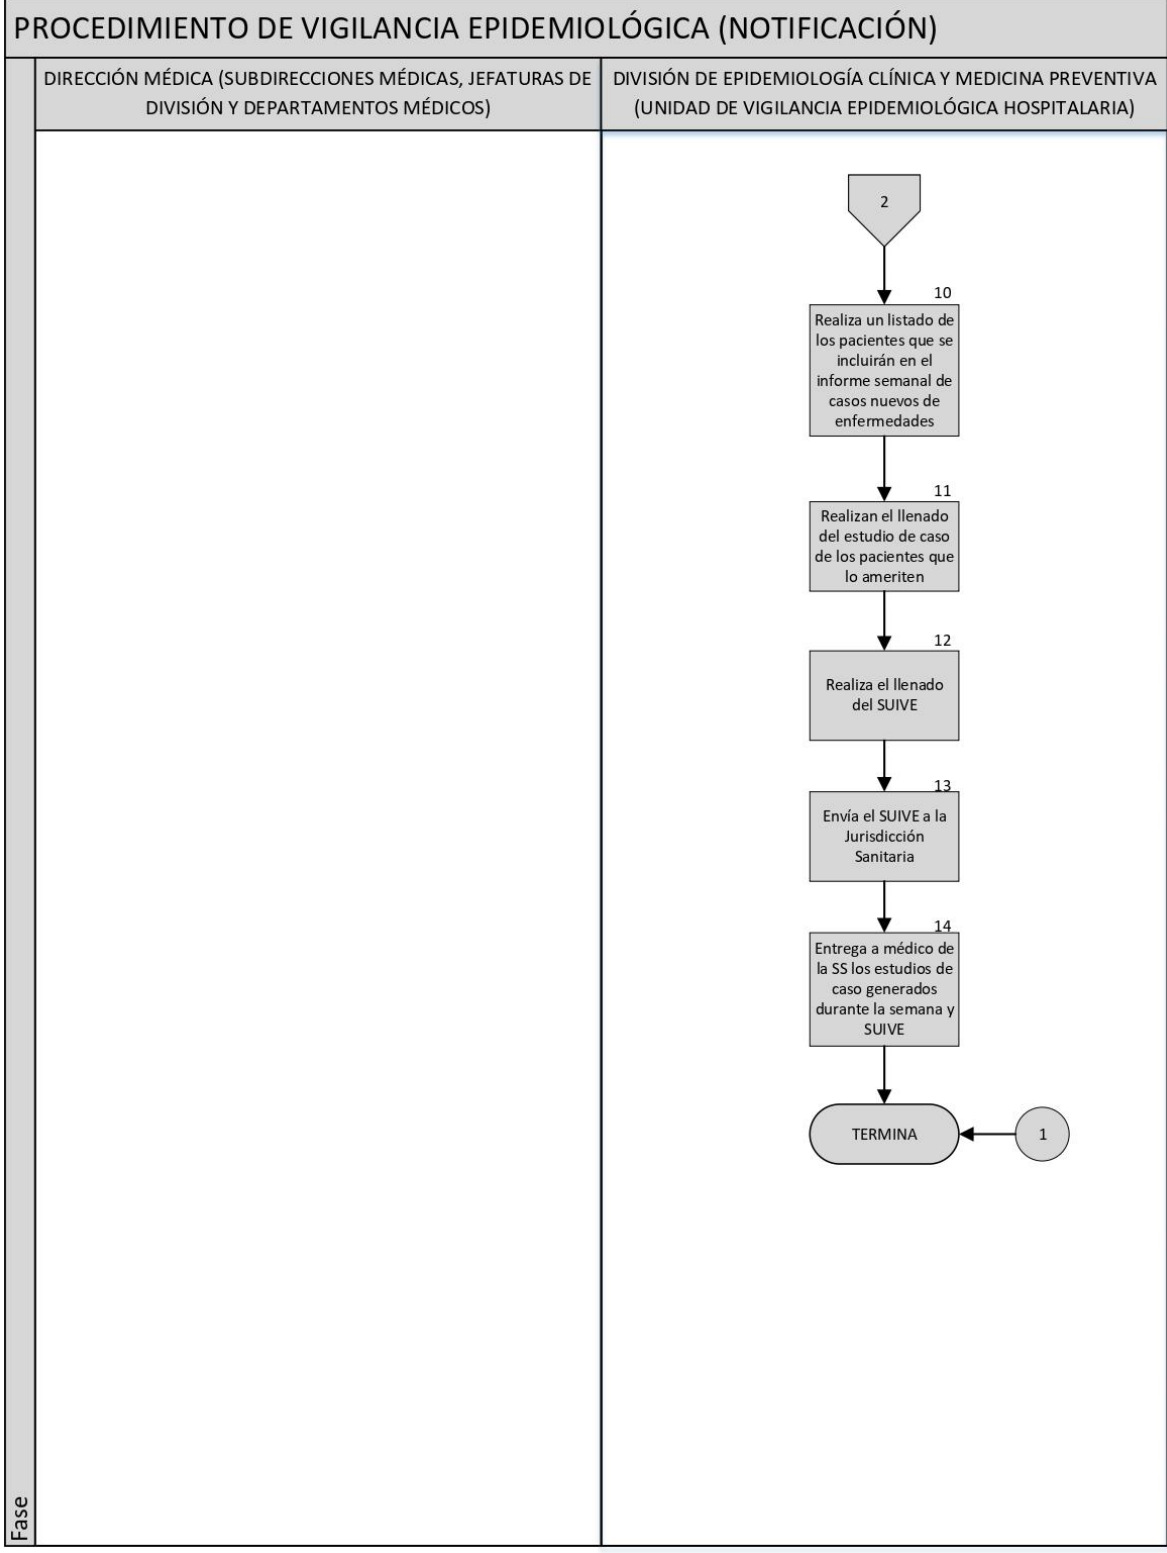 PROCEDIMIENTO DE VIGILANCIA EPIDEMIOLÓGICA (NOTIFICACIÓN)
DIRECCIÓN MÉDICA (SUBDIRECCIONES MÉDICAS, JEFATURAS DE
DIVISIÓN Y DEPARTAMENTOS MÉDICOS)
DIVISIÓN DE EPIDEMIOLOGÍA CLÍNICA Y MEDICINA PREVENTIVA
(UNIDAD DE VIGILANCIA EPIDEMIOLÓGICA HOSPITALARIA)
2
10
Realiza un listado de
los pacientes que se
incluirán en el
informe semanal de
casos nuevos de
enfermedades
11
Realizan el llenado
del estudio de caso
de los pacientes que
lo ameriten
12
Realiza el llenado
del SUIVE
13
Envía el SUIVE a la
Jurisdicción
Sanitaria
14
Entrega a médico de
la SS los estudios de
caso generados
durante la semana y
SUIVE
TERMINA
1
Fase